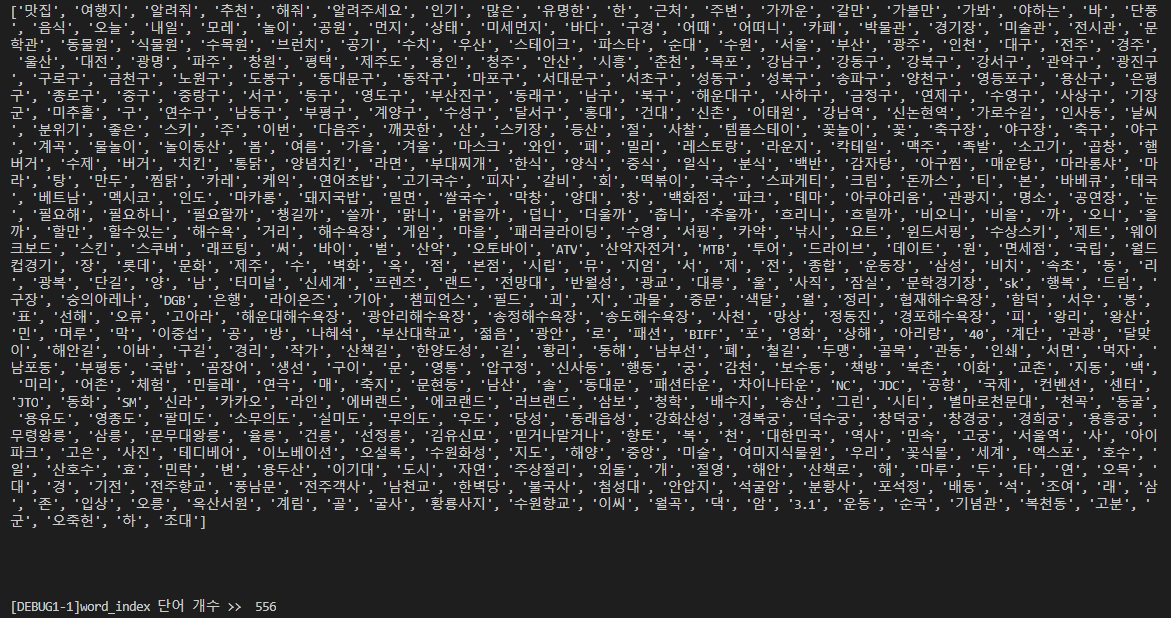 ['맛집', '여행지', '알려줘', '추천', '해줘', '알려주세요', '인기', '많은', '유명한', '한', '근처', '주변', '가까운', '갈만', '가볼만', '가봐', '야하는', '바', '단풍
', '음식', '오늘', '내일', '모레', '놀이', '공원', '먼지', '상태', '미세먼지', '바다', '구경', '어때', '어떠니', '카페', '박물관', '경기장', '미술관', '전시관', '문
학관', '동물원', '식물원', '수목원', '브런치', '공기', '수치', '우산', '스테이크', '파스타', '순대', '수원', '서울', '부산', '광주', '인천', '대구', '전주', '경주',
'울산', '대전', '광명', '파주', '창원', '평택', '제주도', '용인', '청주', '안산', '시흥', '춘천', '목포', '강남구', '강동구', '강북구', '강서구', '관악구', '광진구
', '구로구', '금천구', '노원구', '도봉구', '동대문구', '동작구', '마포구', '서대문구', '서초구', '성동구', '성북구', '송파구', '양천구', '영등포구', '용산구', '은평
구', '종로구', '중구', '중랑구', '서구', '동구', '영도구', '부산진구', '동래구', '남구', '북구', '해운대구', '사하구', '금정구', '연제구', '수영구', '사상구', '기장
군', '미추홀', '구', '연수구', '남동구', '부평구', '계양구', '수성구', '달서구', '홍대', '건대', '신촌', '이태원', '강남역', '신논현역', '가로수길', '인사동', '날씨
', '분위기', '좋은', '스키', '주', '이번', '다음주', '깨끗한', '산', '스키장', '등산', '절', '사찰', '템플스테이', '꽃놀이', '꽃', '축구장', '야구장', '축구', '야구
', '계곡', '물놀이', '놀이동산', '봄', '여름', '가을', '겨울', '마스크', '와인', '페', '밀리', '레스토랑', '라운지', '칵테일', '맥주', '족발', '소고기', '곱창', '햄
버거', '수제', '버거', '치킨', '통닭', '양념치킨', '라면', '부대찌개', '한식', '양식', '중식', '일식', '분식', '백반', '감자탕', '아구찜', '매운탕', '마라롱샤', '마
라', '탕', '만두', '찜닭', '카레', '케익', '연어초밥', '고기국수', '피자', '갈비', '회', '떡볶이', '국수', '스파게티', '크림', '돈까스', '티', '본', '바베큐', '태국
', '베트남', '멕시코', '인도', '마카롱', '돼지국밥', '밀면', '쌀국수', '막창', '양대', '창', '백화점', '파크', '테마', '아쿠아리움', '관광지', '명소', '공연장', '눈
', '필요해', '필요하니', '필요할까', '챙길까', '쓸까', '맑니', '맑을까', '덥니', '더울까', '춥니', '추울까', '흐리니', '흐릴까', '비오니', '비올', '까', '오니', '올
까', '할만', '할수있는', '해수욕', '거리', '해수욕장', '게임', '마을', '패러글라이딩', '수영', '서핑', '카약', '낚시', '요트', '윈드서핑', '수상스키', '제트', '웨이
크보드', '스킨', '스쿠버', '래프팅', '써', '바이', '벌', '산악', '오토바이', 'ATV', '산악자전거', 'MTB', '투어', '드라이브', '데이트', '원', '면세점', '국립', '월드
컵경기', '장', '롯데', '문화', '제주', '수', '벽화', '옥', '점', '본점', '시립', '뮤', '지엄', '서', '제', '전', '종합', '운동장', '삼성', '비치', '속초', '동', '리
', '광복', '단길', '양', '남', '터미널', '신세계', '프렌즈', '랜드', '전망대', '반월성', '광교', '대릉', '울', '사직', '잠실', '문학경기장', 'sk', '행복', '드림', '
구장', '숭의아레나', 'DGB', '은행', '라이온즈', '기아', '챔피언스', '필드', '괴', '지', '과물', '중문', '색달', '월', '정리', '협재해수욕장', '함덕', '서우', '봉',
'표', '선해', '오류', '고아라', '해운대해수욕장', '광안리해수욕장', '송정해수욕장', '송도해수욕장', '사천', '망상', '정동진', '경포해수욕장', '피', '왕리', '왕산',
'민', '머루', '막', '이중섭', '공', '방', '나혜석', '부산대학교', '젊음', '광안', '로', '패션', 'BIFF', '포', '영화', '상해', '아리랑', '40', '계단', '관광', '달맞
이', '해안길', '이바', '구길', '경리', '작가', '산책길', '한양도성', '길', '황리', '동해', '남부선', '폐', '철길', '두맹', '골목', '관동', '인쇄', '서면', '먹자',
'남포동', '부평동', '국밥', '곰장어', '생선', '구이', '문', '영통', '압구정', '신사동', '행동', '궁', '감천', '보수동', '책방', '북촌', '이화', '교촌', '지동', '백
', '미리', '어촌', '체험', '민들레', '연극', '매', '축지', '문현동', '남산', '솔', '동대문', '패션타운', '차이나타운', 'NC', 'JDC', '공항', '국제', '컨벤션', '센터',
'JTO', '동화', 'SM', '신라', '카카오', '라인', '에버랜드', '에코랜드', '러브랜드', '삼보', '청학', '배수지', '송산', '그린', '시티', '별마로천문대', '천곡', '동굴
', '용유도', '영종도', '팔미도', '소무의도', '실미도', '무의도', '우도', '당성', '동래읍성', '강화산성', '경복궁', '덕수궁', '창덕궁', '창경궁', '경희궁', '용흥궁',
'무령왕릉', '삼릉', '문무대왕릉', '율릉', '건릉', '선정릉', '김유신묘', '믿거나말거나', '향토', '복', '천', '대한민국', '역사', '민속', '고궁', '서울역', '사', '아이
파크', '고은', '사진', '테디베어', '이노베이션', '오설록', '수원화성', '지도', '해양', '중앙', '미술', '여미지식물원', '우리', '꽃식물', '세계', '엑스포', '호수', '
일', '산호수', '효', '민락', '변', '용두산', '이기대', '도시', '자연', '주상절리', '외돌', '개', '절영', '해안', '산책로', '해', '마루', '두', '타', '연', '오목', '
대', '경', '기전', '전주향교', '풍남문', '전주객사', '남천교', '한벽당', '불국사', '첨성대', '안압지', '석굴암', '분황사', '포석정', '배동', '석', '조여', '래', '삼
', '존', '입상', '오릉', '옥산서원', '계림', '골', '굴사', '황룡사지', '수원향교', '이씨', '월곡', '댁', '암', '3.1', '운동', '순국', '기념관', '복천동', '고분', '
군', '오죽헌', '하', '조대']
[DEBUG1-1]word_index 단어 개수 >>  556